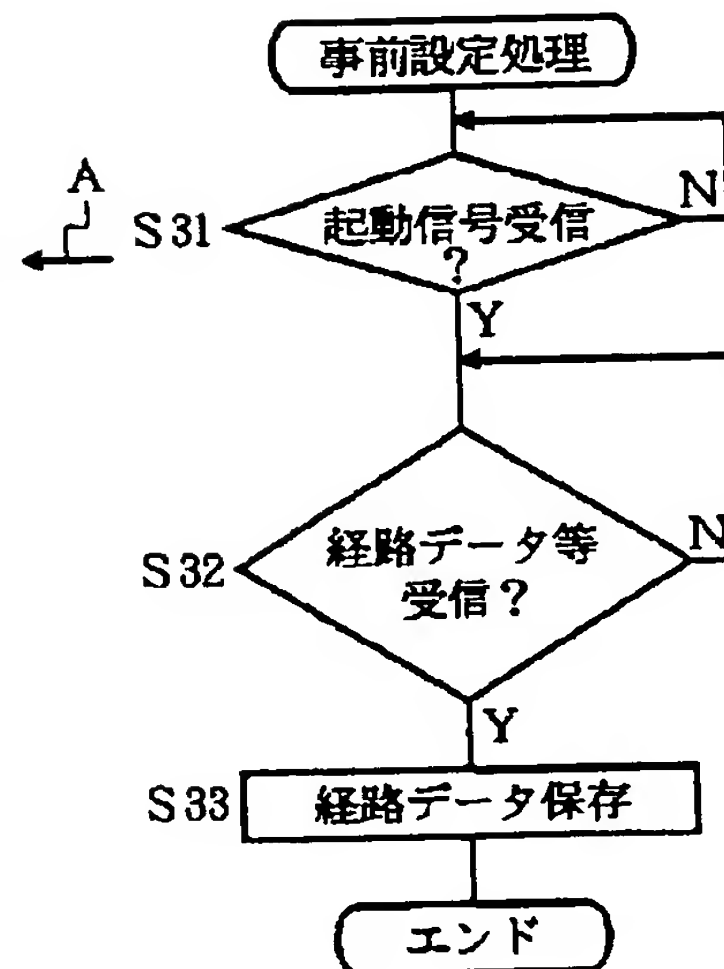 事前設定処理
A
S31
起動信号受信
?
N
Y
S32
経路データ等
受信?
N
Y
S33
経路データ保存
エンド